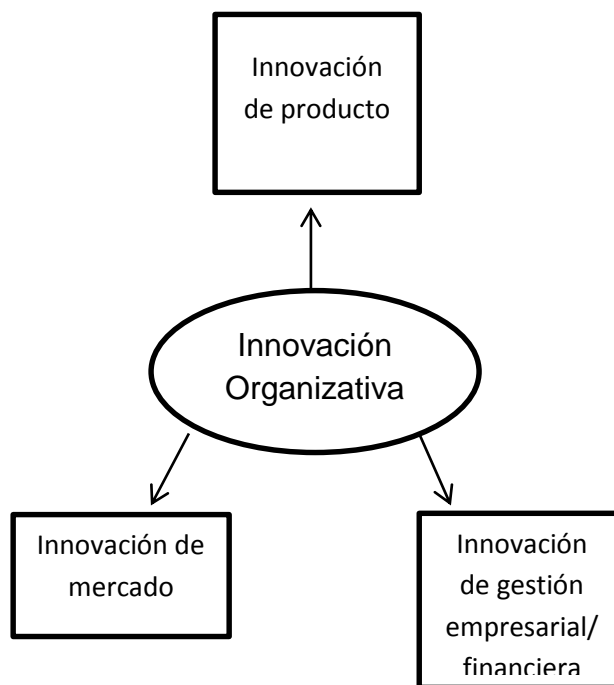 Innovación
de producto
Innovación
Organizativa
Innovación de
mercado
Innovación
de gestión
empresarial/
financiera